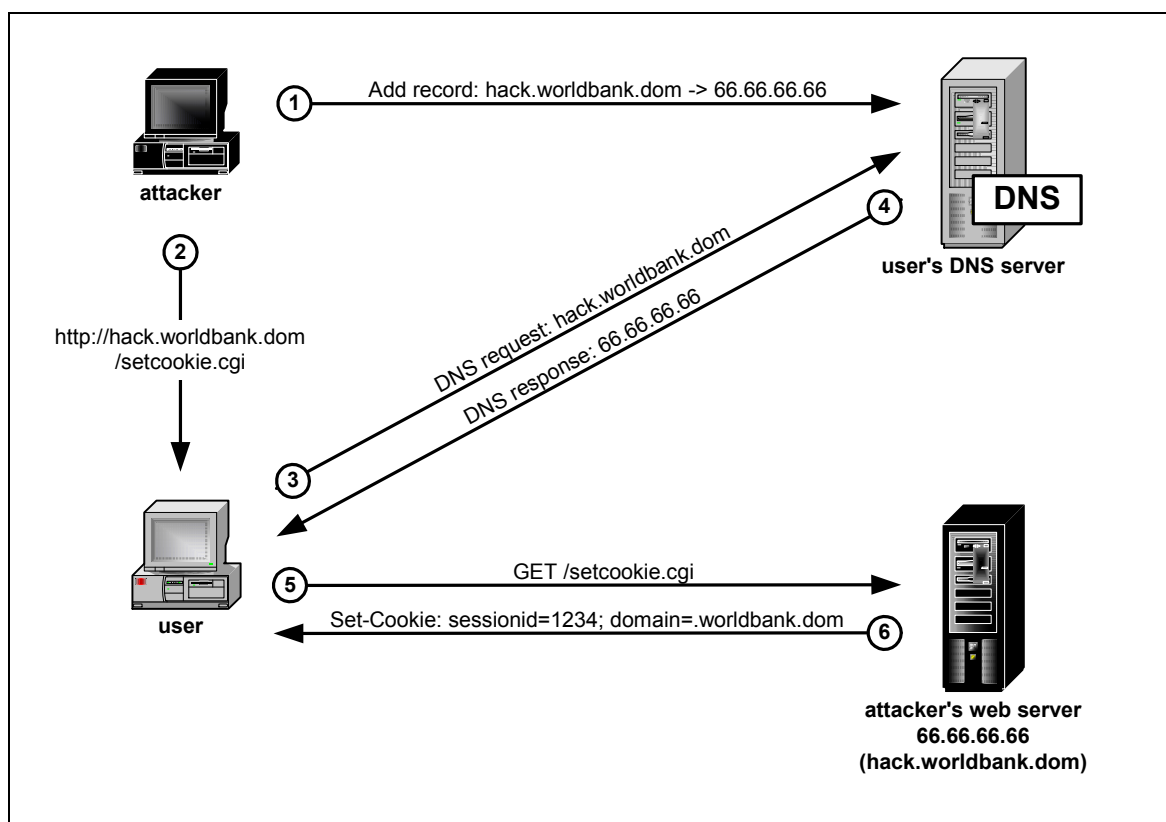 1
Add record: hack.worldbank.dom -> 66.66.66.66
attacker
DNS
user's DNS server
2
http://hack.worldbank.dom
/setcookie.cgi
4
DNS request: hack.worldbank.dom
DNS response: 66.66.66.66
3
user
5
GET /setcookie.cgi
Set-Cookie: sessionid=1234; domain=.worldbank.dom
6
attacker's web server
66.66.66.66
(hack.worldbank.dom)